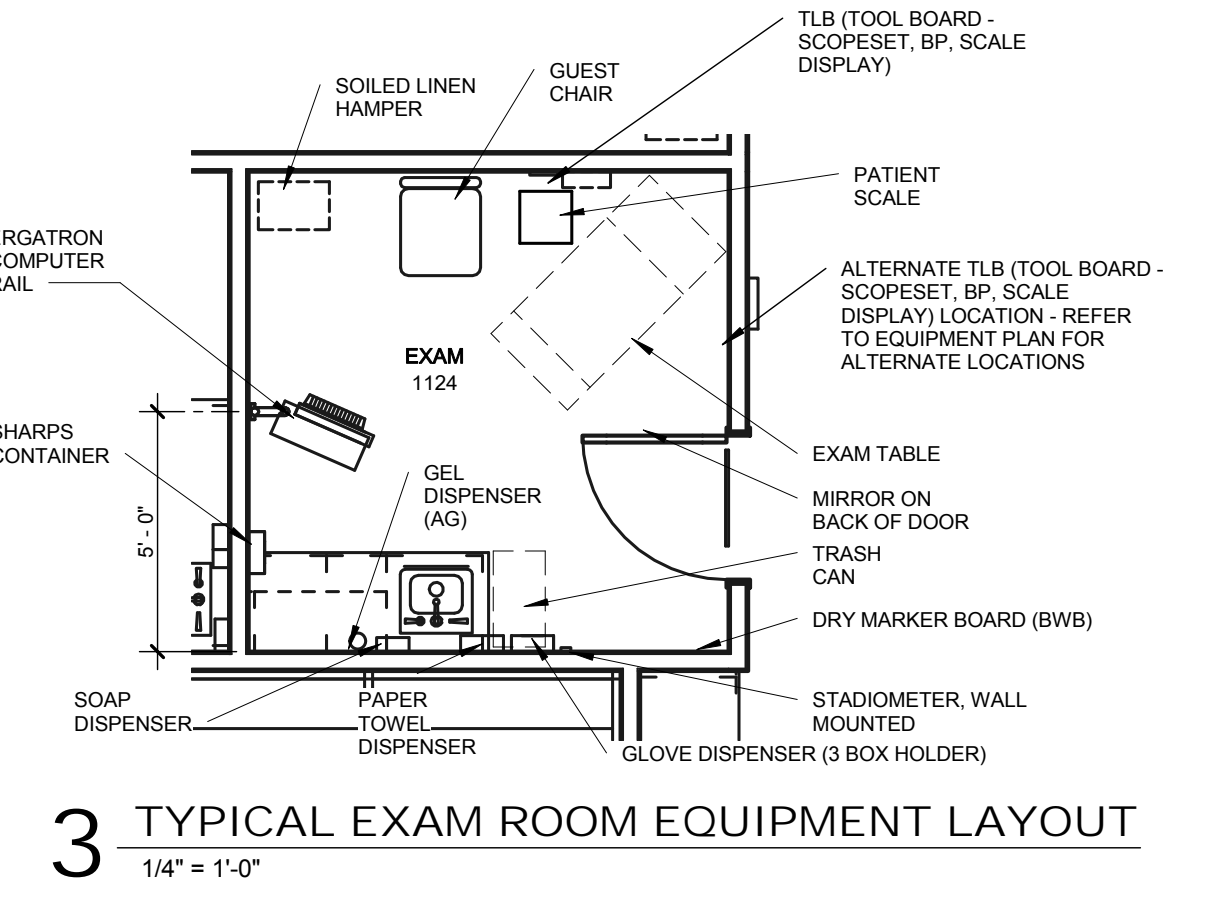 TLB (TOOL BOARD -
SCOPESET, BP, SCALE
DISPLAY)
GUEST
CHAIR
SOILED LINEN
HAMPER
PATIENT
SCALE
ERGATRON
COMPUTER
RAIL
ALTERNATE TLB (TOOL BOARD -
SCOPESET, BP, SCALE
DISPLAY) LOCATION - REFER
TO EQUIPMENT PLAN FOR
ALTERNATE LOCATIONS
EXAM
1124
SHARPS
CONTAINER
EXAM TABLE
GEL
DISPENSER
(AG)
MIRROR ON
BACK OF DOOR
5' - 0"
TRASH
CAN
DRY MARKER BOARD (BWB)
SOAP
DISPENSER
PAPER
TOWEL
DISPENSER
STADIOMETER, WALL
MOUNTED
GLOVE DISPENSER (3 BOX HOLDER)
3 TYPICAL EXAM ROOM EQUIPMENT LAYOUT
1/4" = 1'-0"